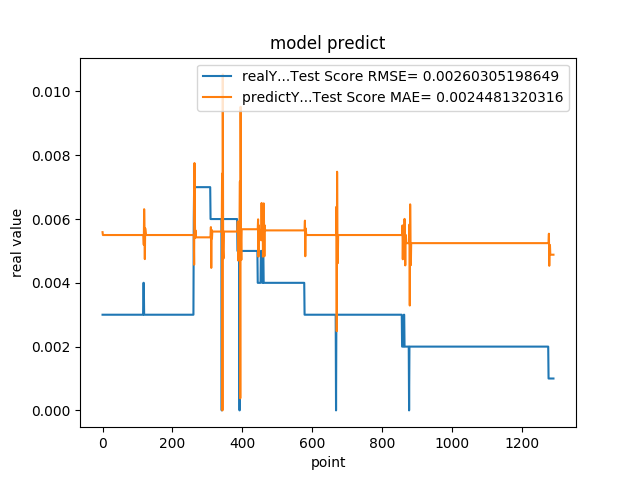 model predict
realY...Test Score RMSE= 0.00260305198649
predictY...Test Score MAE= 0.0024481320316
0.010
0.008
0.006
0.004
0.002
0.000
real value
0 200 400 600 800 1000 1200
point